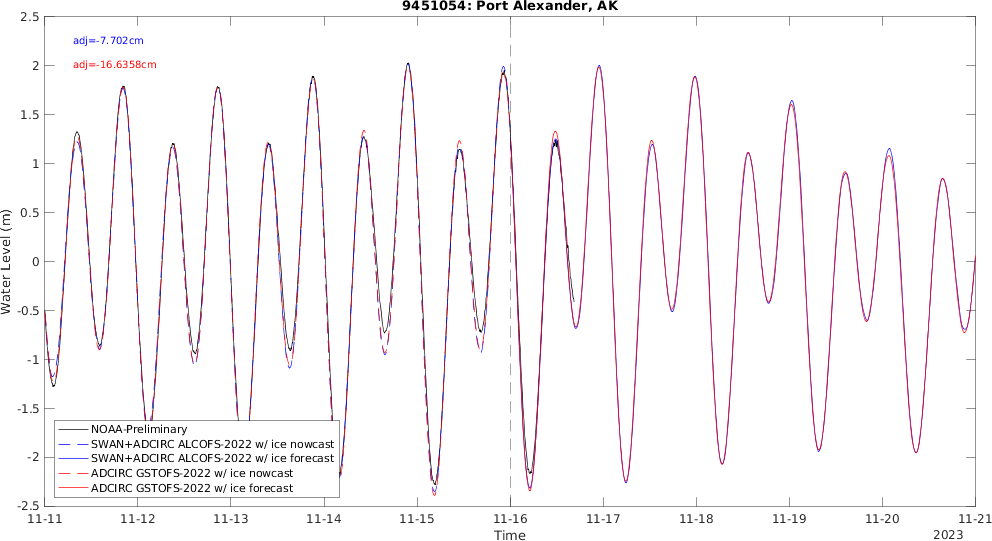 9451054: Port Alexander, AK
2.5
adj=-7.702cm
2
adj=-16.6358cm
1.5
1
0.5
0
-0.5
-1
-1.5
-2
-2.5
Water Level (m)
NOAA-Preliminary
SWAN+ADCIRC ALCOFS-2022 w/ ice nowcast
SWAN+ADCIRC ALCOFS-2022 w/ ice forecast
ADCIRC GSTOFS-2022 w/ ice nowcast
ADCIRC GSTOFS-2022 w/ ice forecast
11-11 11-12 11-13 11-14 11-15 11-16 11-17 11-18 11-19 11-20 11-21
Time
2023